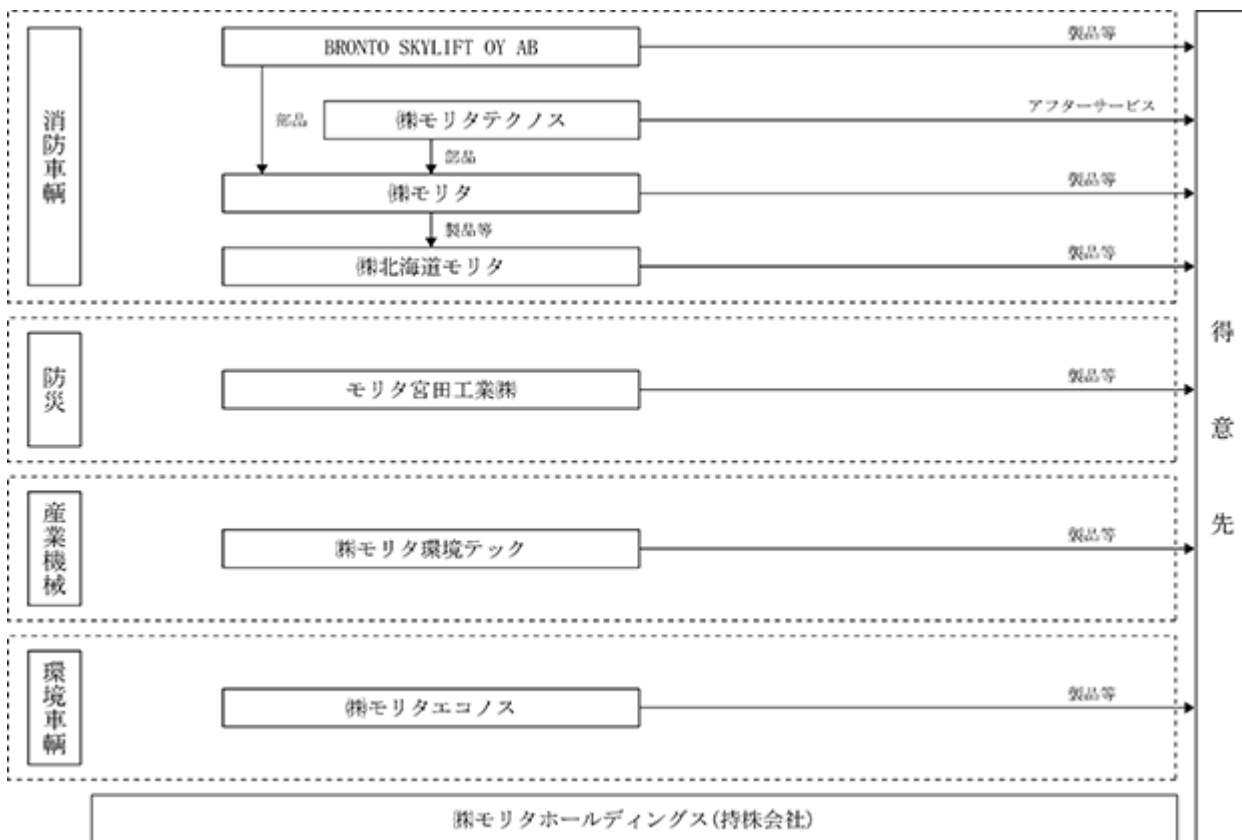 消防車輌
BRONTO SKYLIFT OY AB
製品等
部品
㈱モリタテクノス
アフターサービス
部品
㈱モリタ
製品等
製品等
㈱北海道モリタ
製品等
防災
モリタ宮田工業㈱
製品等
産業機械
㈱モリタ環境テック
製品等
環境車輌
㈱モリタエコノス
製品等
得意先
㈱モリタホールディングス(持株会社)